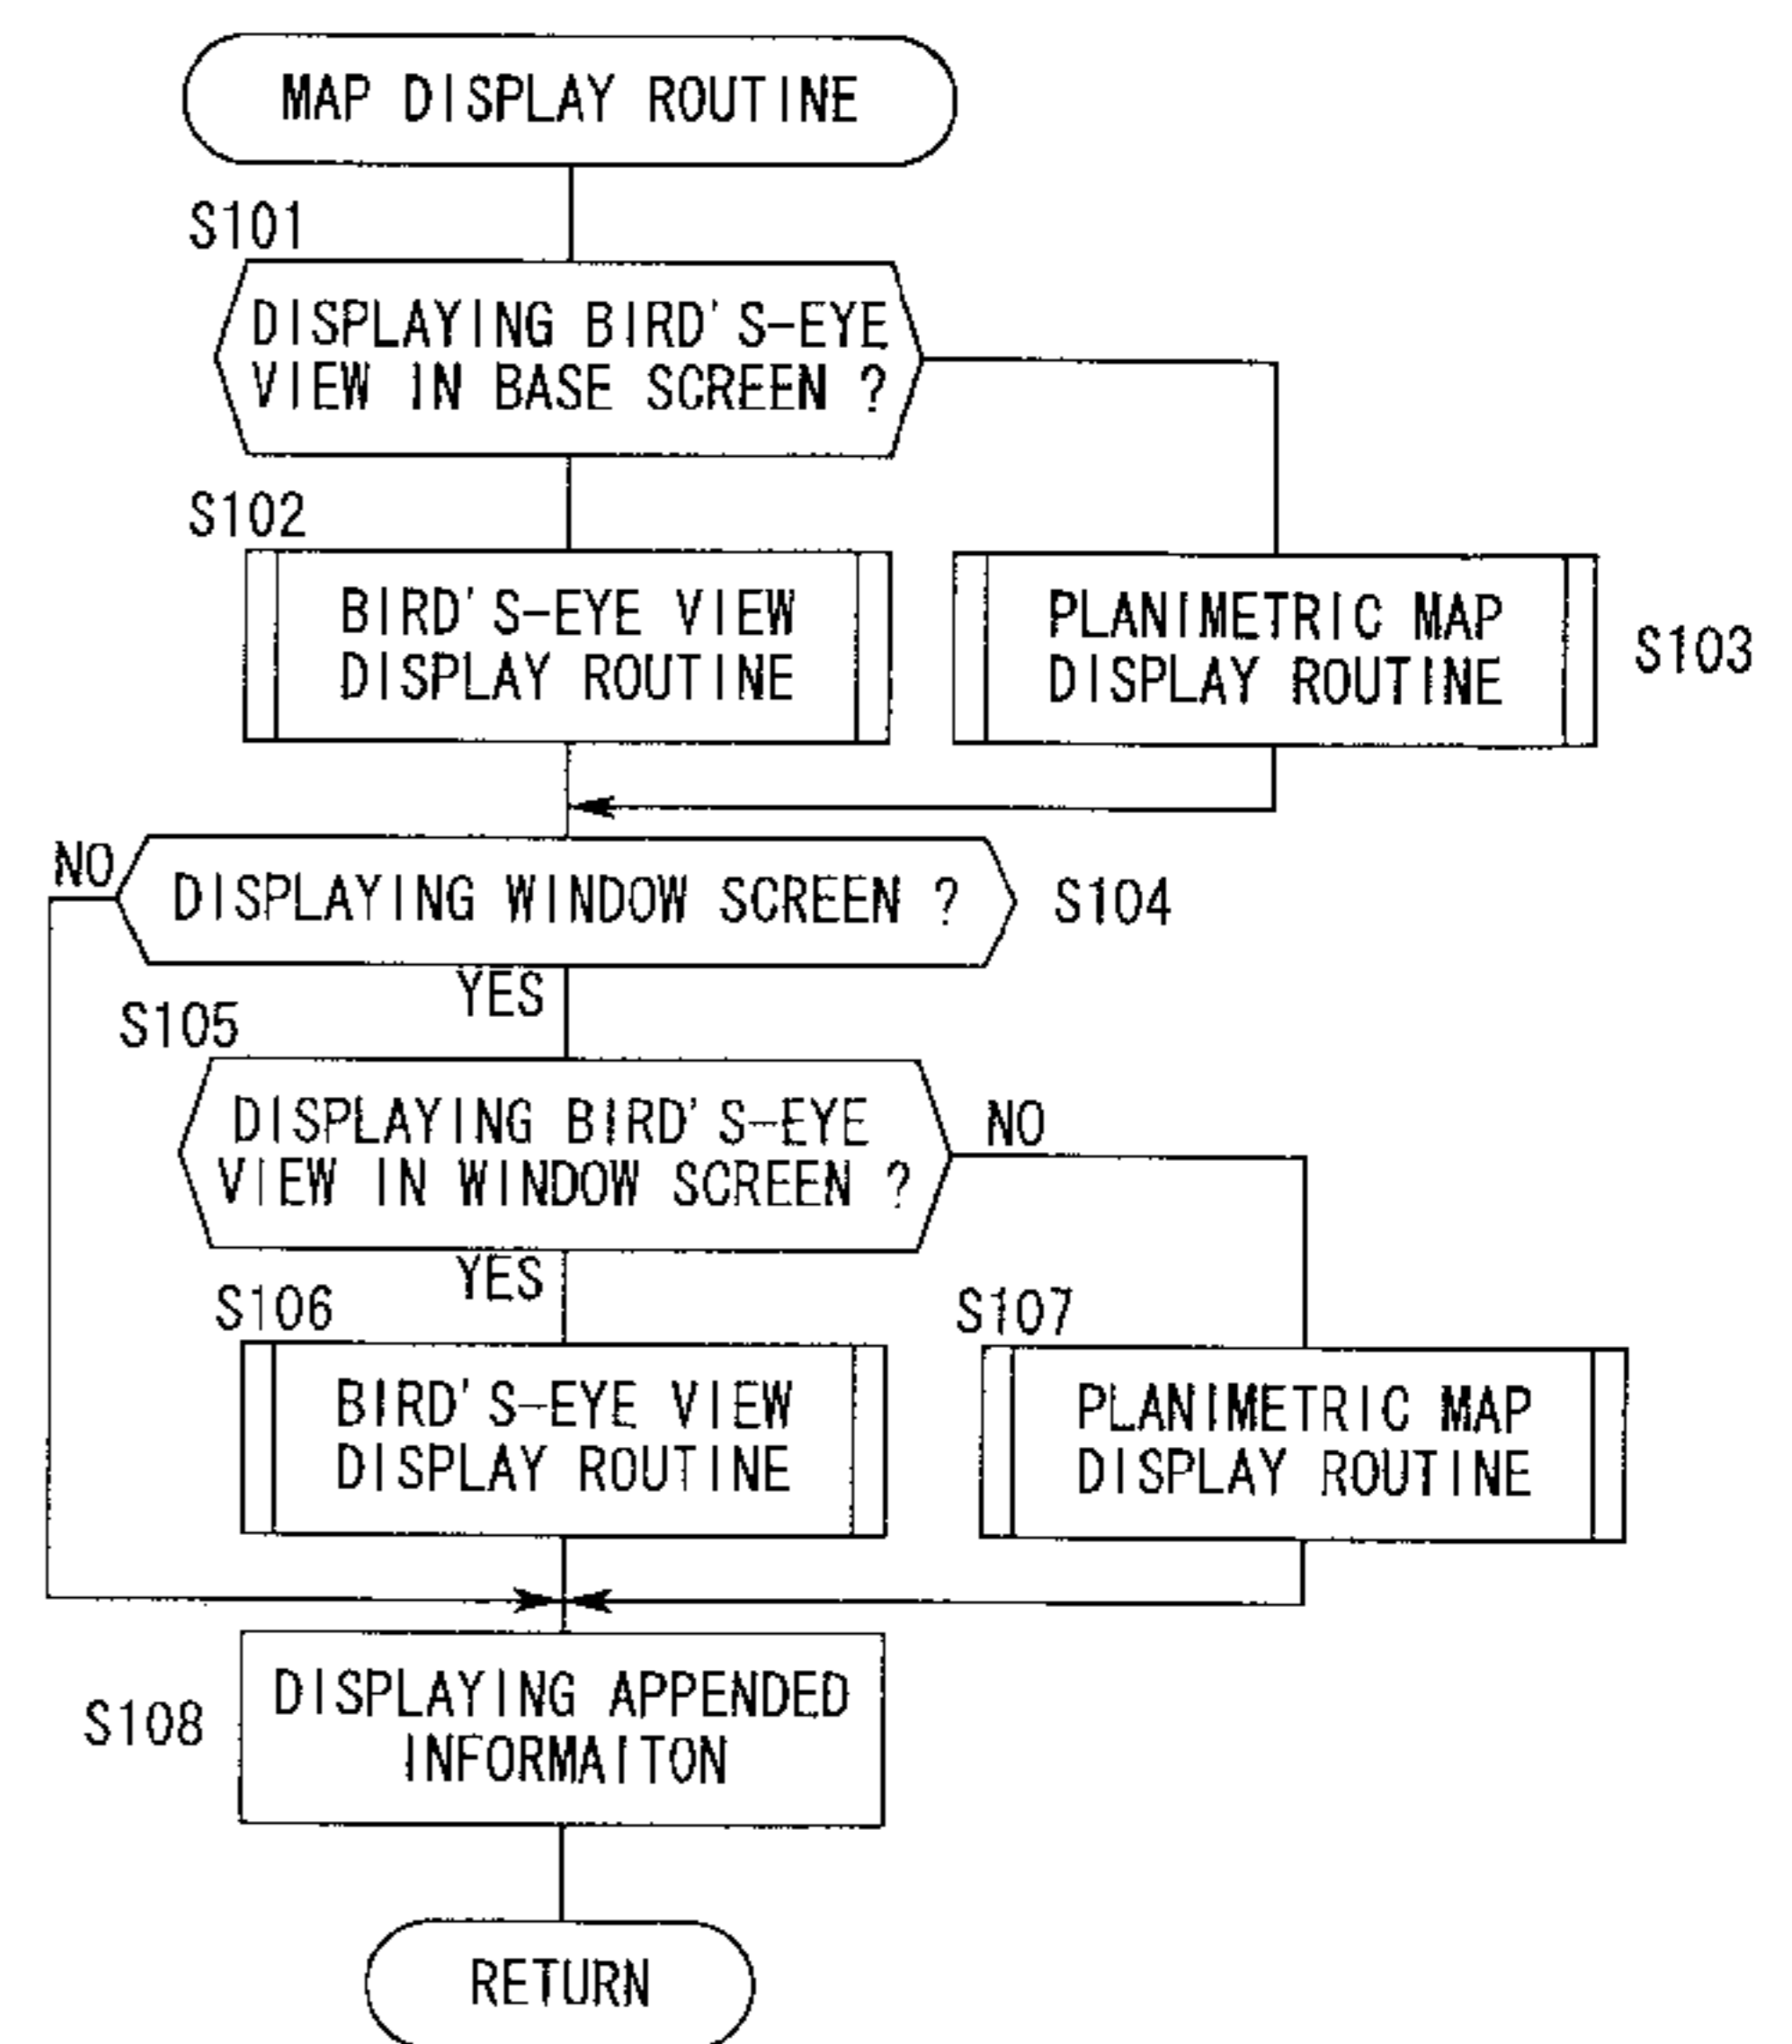 MAP DISPLAY ROUTINE
S101
DISPLAYING BIRD'S-EYE
VIEW IN BASE SCREEN ?
S102
BIRD'S-EYE VIEW
DISPLAY ROUTINE
PLANIMETRIC MAP
DISPLAY ROUTINE
S103
NO
DISPLAYING WINDOW SCREEN ?
S104
YES
S105
DISPLAYING BIRD'S-EYE
VIEW IN WINDOW SCREEN ?
NO
YES
S106
BIRD'S-EYE VIEW
DISPLAY ROUTINE
S107
PLANIMETRIC MAP
DISPLAY ROUTINE
S108
DISPLAYING APPENDED
INFORMAITON
RETURN